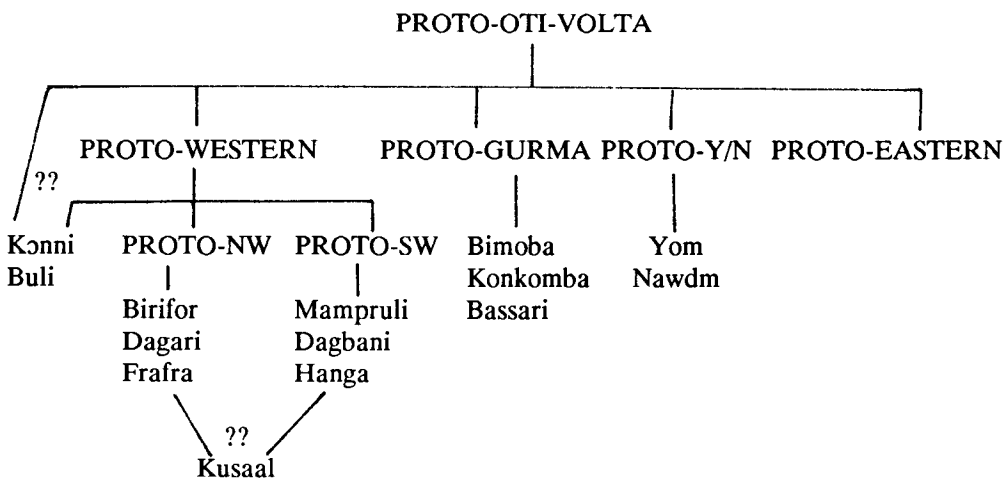 PROTO-OTI-VOLTA
PROTO-WESTERN PROTO-GURMA PROTO-Y/N PROTO-EASTERN
??
Kɔnni PROTO-NW PROTO-SW Bimoba Yom
Buli Konkomba Nawdm
Birifor Mampruli Bassari
Dagari Dagbani
Frafra Hanga
??
Kusaal